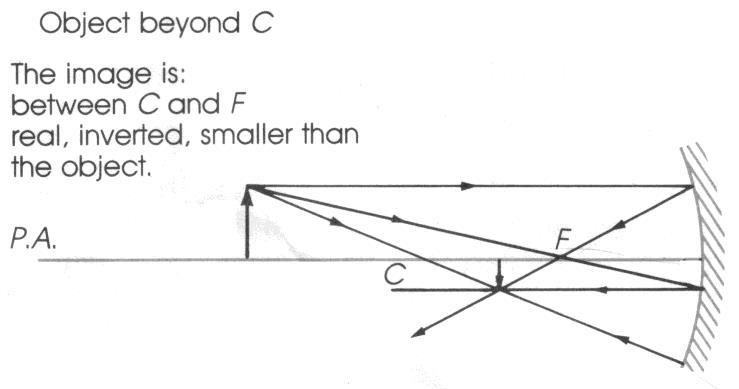 Object beyond C
The image is:
between C and F
real, inverted, smaller than
the object.
P.A.
F
C